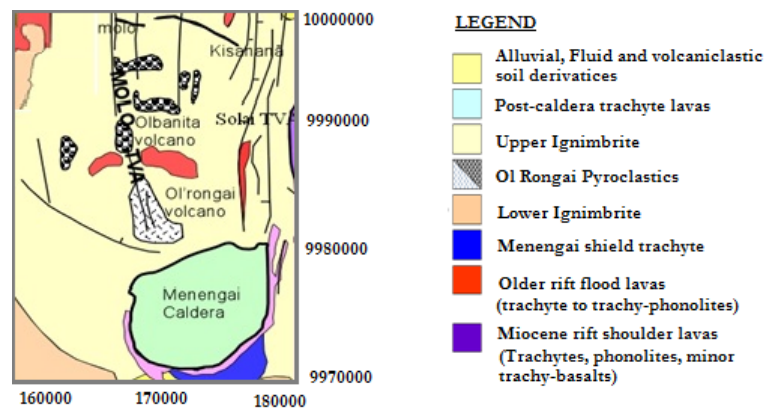 molo
Kisanana
MOLO TVA
Olbanita
volcano
Solai TVA
Ol'rongai
volcano
Menengai
Caldera
10000000
9990000
9980000
9970000
160000
170000
180000
LEGEND
Alluvial, Fluid and volcaniclastic
soil derivatices
Post-caldera trachyte lavas
Upper Ignimbrite
Ol Rongai Pyroclastics
Lower Ignimbrite
Menengai shield trachyte
Older rift flood lavas
(trachyte to trachy-phonolites)
Miocene rift shoulder lavas
(Trachytes, phonolites, minor
trachy-basalts)